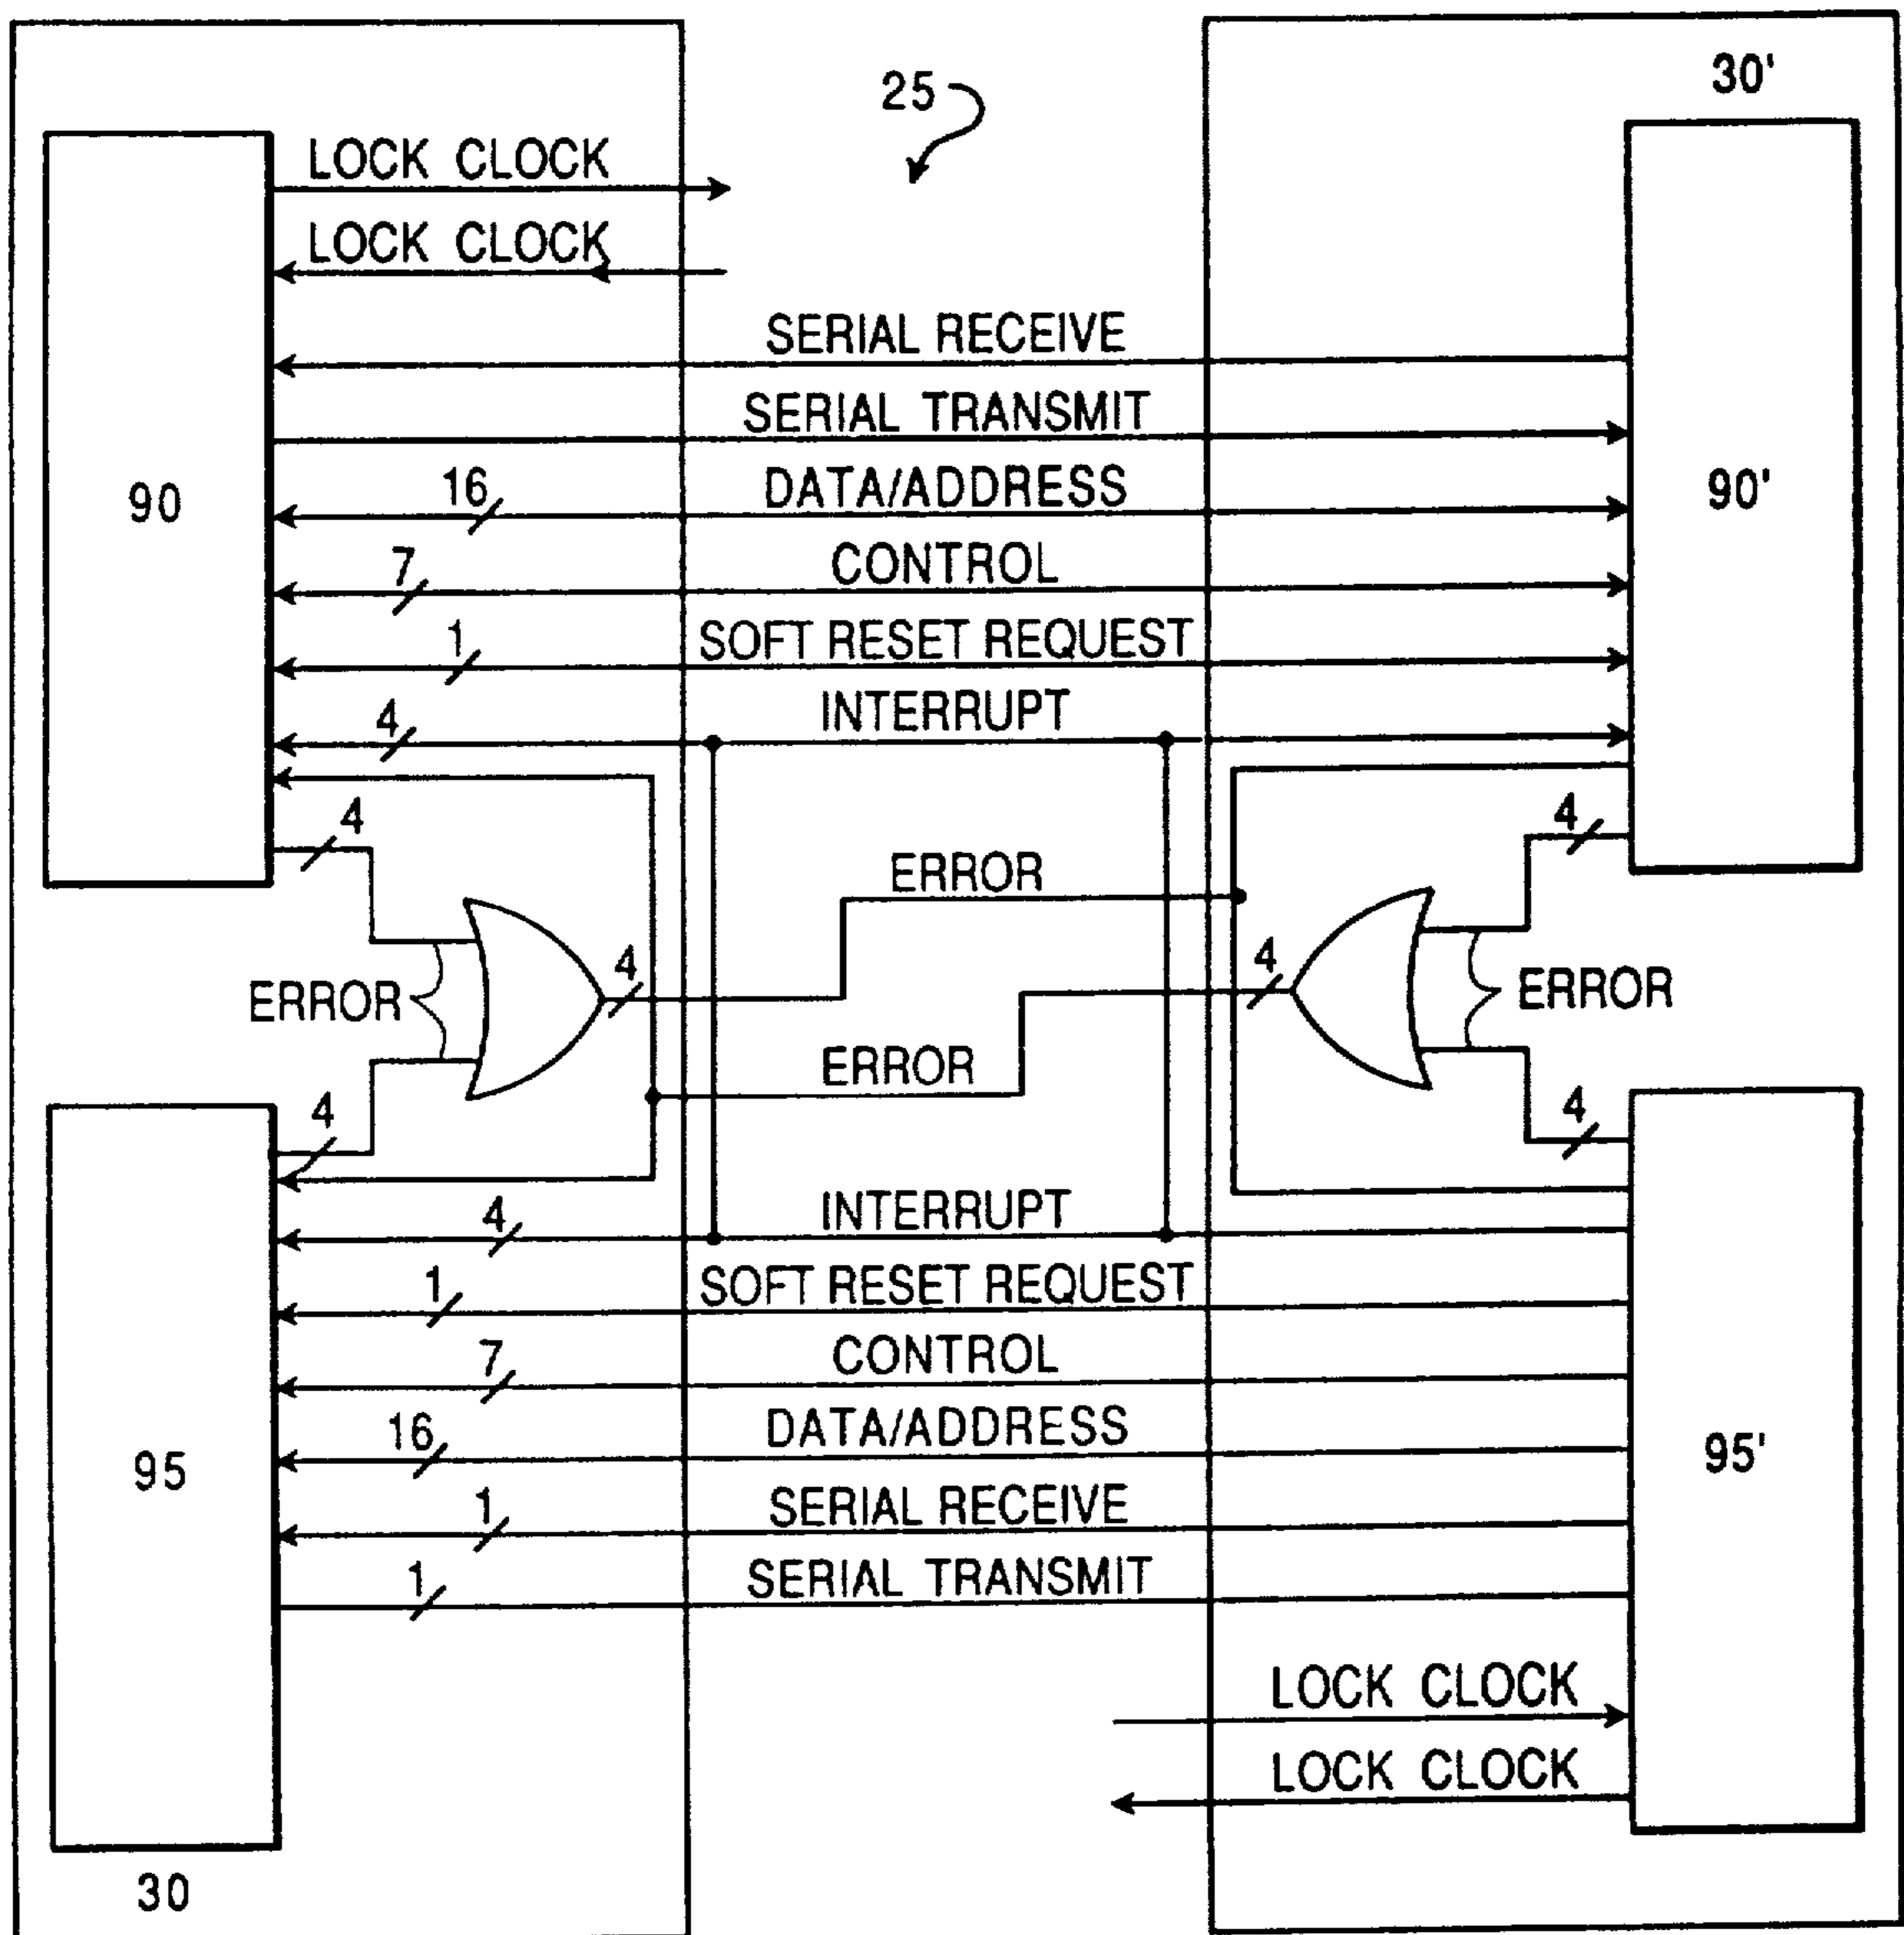 30'
25
LOCK CLOCK
LOCK CLOCK
SERIAL RECEIVE
SERIAL TRANSMIT
90
16
DATA/ADDRESS
90'
7
CONTROL
1
SOFT RESET REQUEST
4
INTERRUPT
4
4
ERROR
ERROR
4
4
ERROR
ERROR
4
4
4
INTERRUPT
1
SOFT RESET REQUEST
7
CONTROL
16
DATA/ADDRESS
95
95'
1
SERIAL RECEIVE
1
SERIAL TRANSMIT
LOCK CLOCK
LOCK CLOCK
30